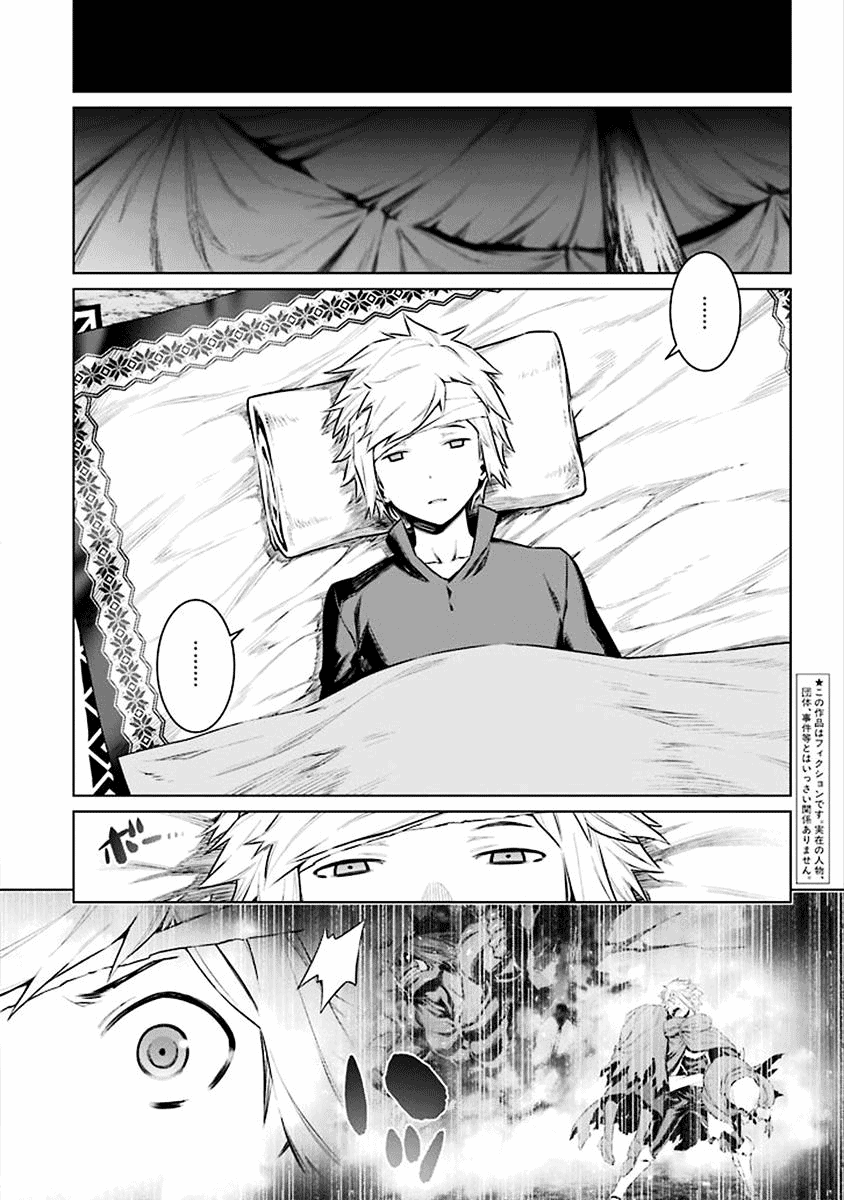 ……
………
★この作品はフィクションです。実在の人物、
団体、事件等とはいっさい関係ありません。
ボー…
ハッ